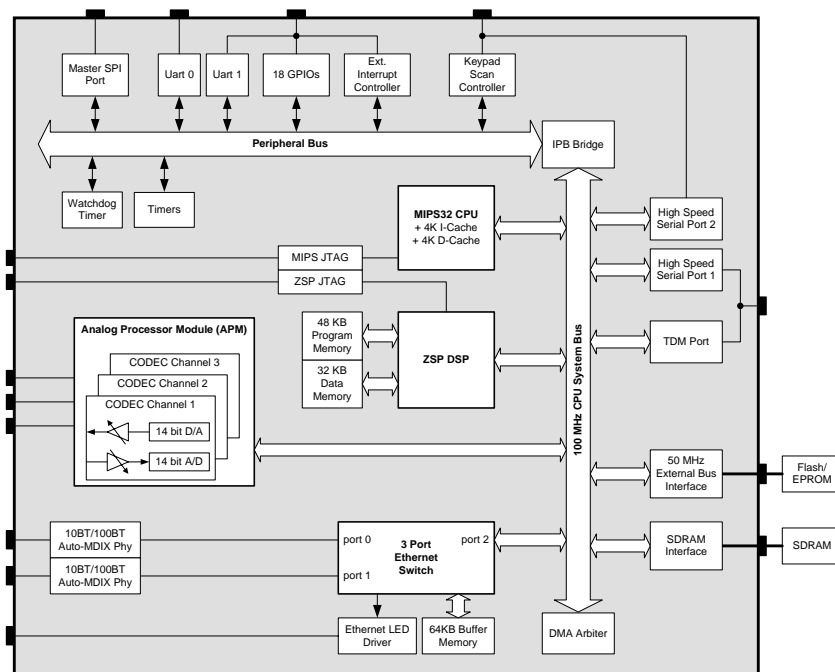 Master SPI
Port
Uart 0
Uart 1
18 GPIOs
Ext.
Interrupt
Controller
Keypad
Scan
Controller
Peripheral Bus
IPB Bridge
Watchdog
Timer
Timers
MIPS32 CPU
+ 4K I-Cache
+ 4K D-Cache
High Speed
Serial Port 2
MIPS JTAG
ZSP JTAG
High Speed
Serial Port 1
Analog Processor Module (APM)
CODEC Channel 3
CODEC Channel 2
CODEC Channel 1
14 bit D/A
14 bit A/D
48 KB
Program
Memory
32 KB
Data
Memory
ZSP DSP
TDM Port
100 MHz CPU System Bus
50 MHz
External Bus
Interface
Flash/
EPROM
10BT/100BT
Auto-MDIX Phy
10BT/100BT
Auto-MDIX Phy
port 0
3 Port
Ethernet
Switch
port 2
port 1
SDRAM
Interface
SDRAM
Ethernet LED
Driver
64KB Buffer
Memory
DMA Arbiter